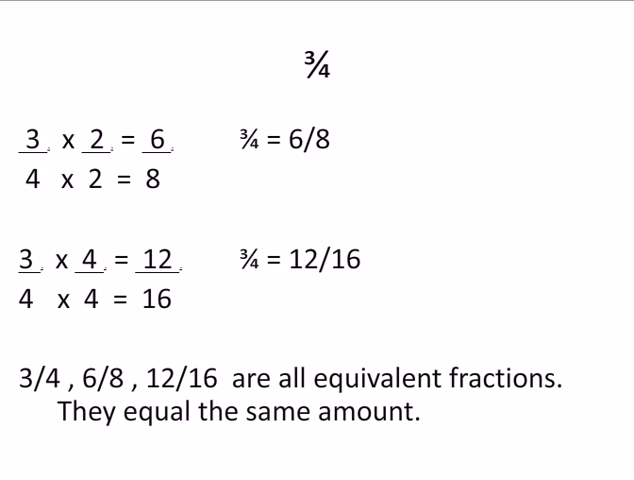 ¾
3 x 2 = 6 ¾ = 6/8
4 x 2 = 8
3 x 4 = 12 ¾ = 12/16
4 x 4 = 16
3/4 , 6/8 , 12/16 are all equivalent fractions.
They equal the same amount.